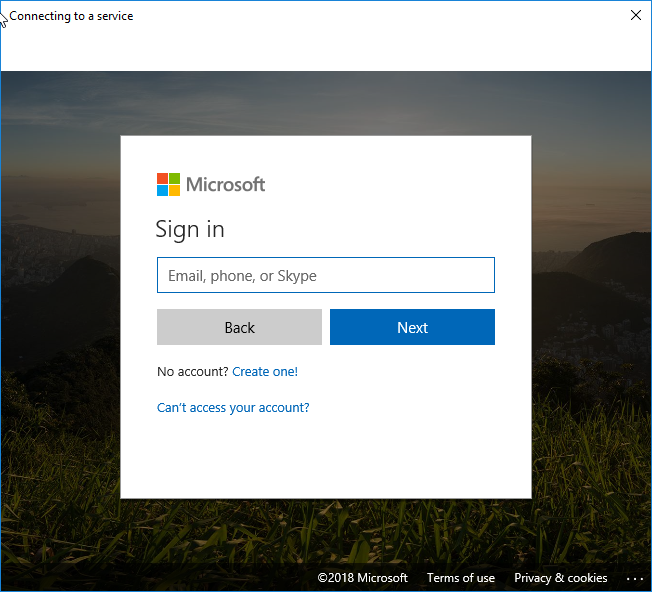 Connecting to a service
Microsoft
Sign in
Email, phone, or Skype
Back Next
No account? Create one!
Can't access your account?
©2018 Microsoft Terms of use Privacy & cookies ...